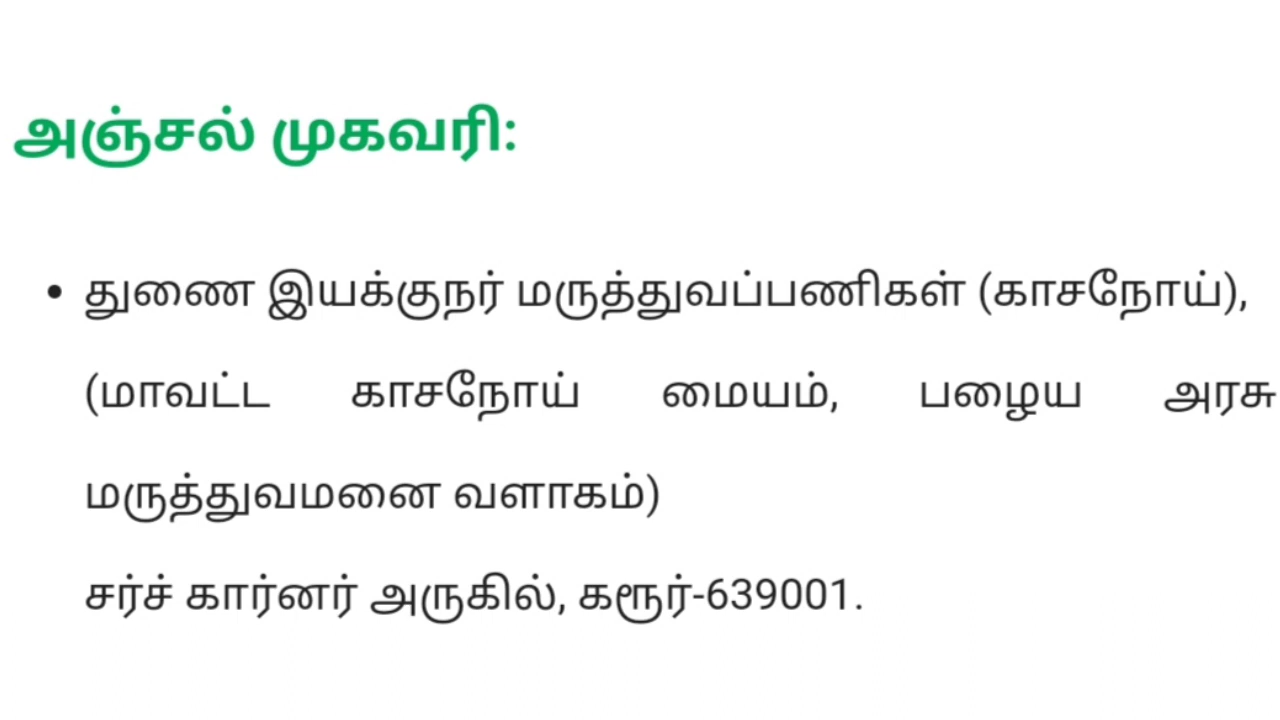 அஞ்சல் முகவரி:
• துணை இயக்குநர் மருத்துவப்பணிகள் (காசநோய்),
(மாவட்ட காசநோய் மையம், பழைய அரசு
மருத்துவமனை வளாகம்)
சர்ச் கார்னர் அருகில், கரூர்-639001.